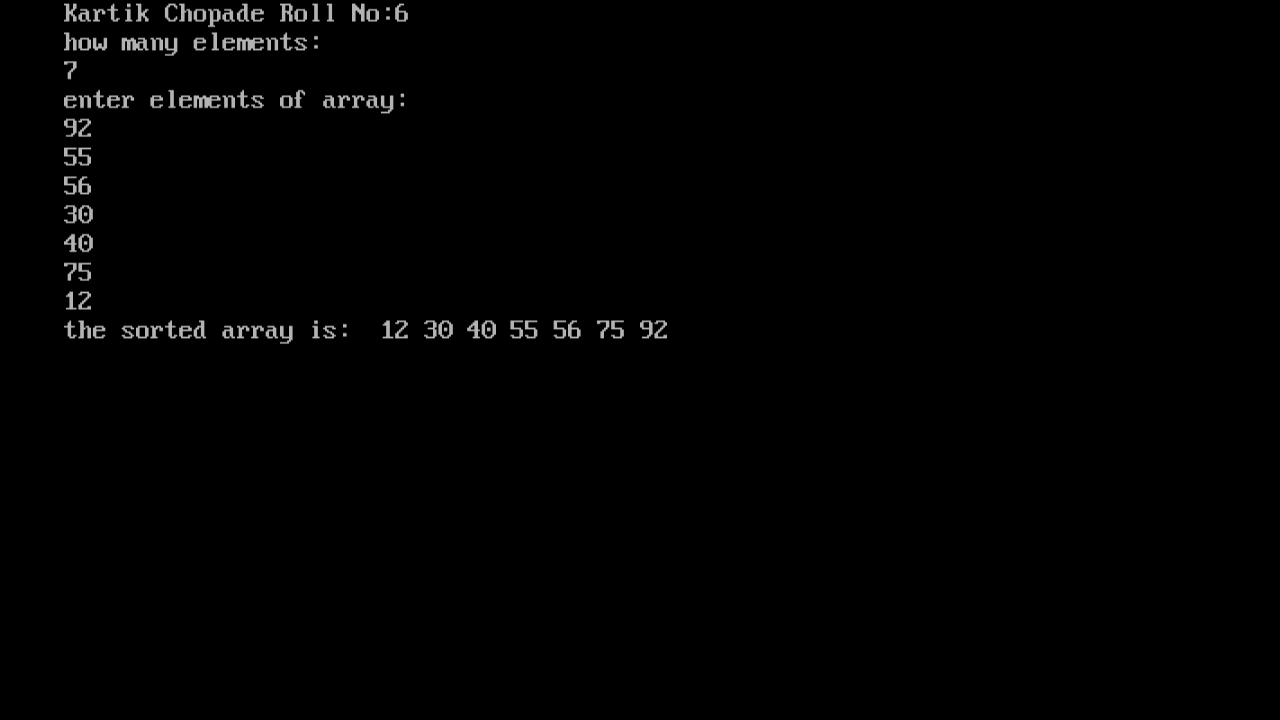 Kartik Chopade Roll No:6
how many elements:
7
enter elements of array:
92
55
56
30
40
75
12
the sorted array is:  12 30 40 55 56 75 92